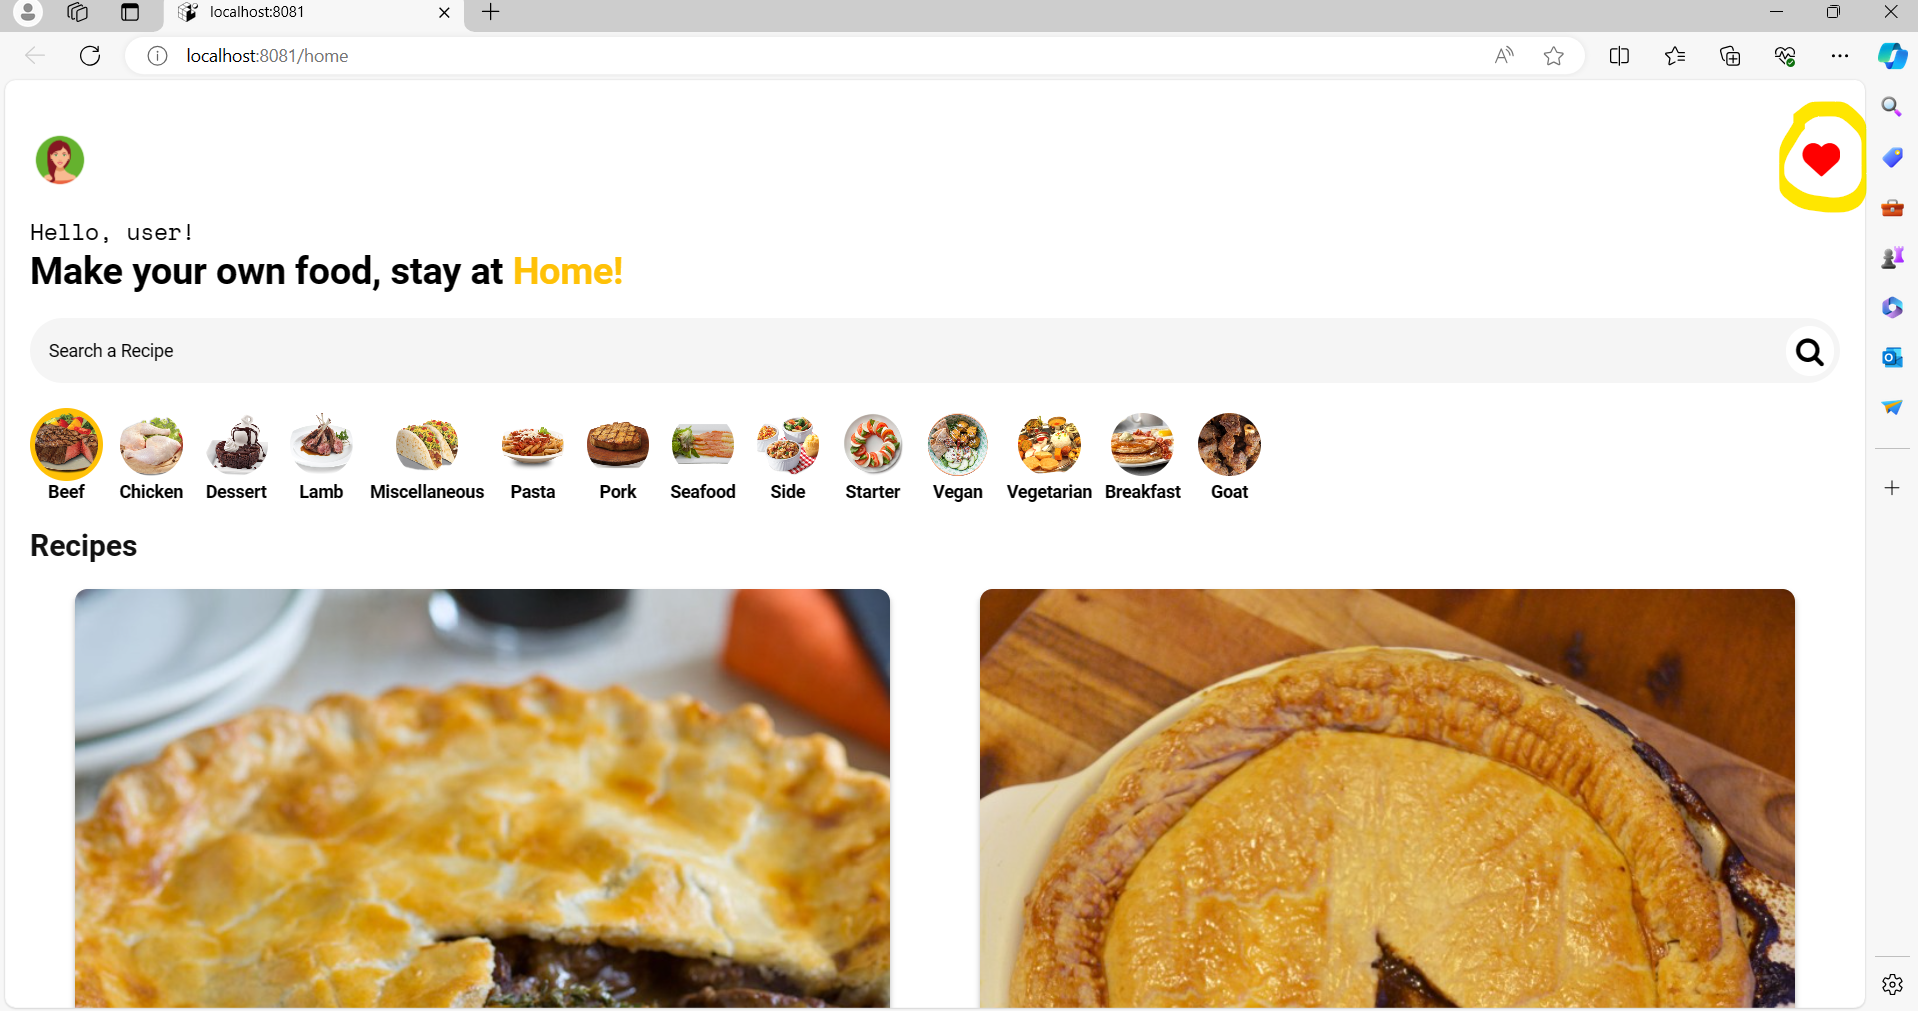 localhost:8081
localhost:8081/home
Hello, user!
Make your own food, stay at Home!
Search a Recipe
Beef Chicken Dessert Lamb Miscellaneous Pasta Pork Seafood Side Starter Vegan Vegetarian Breakfast Goat
Recipes